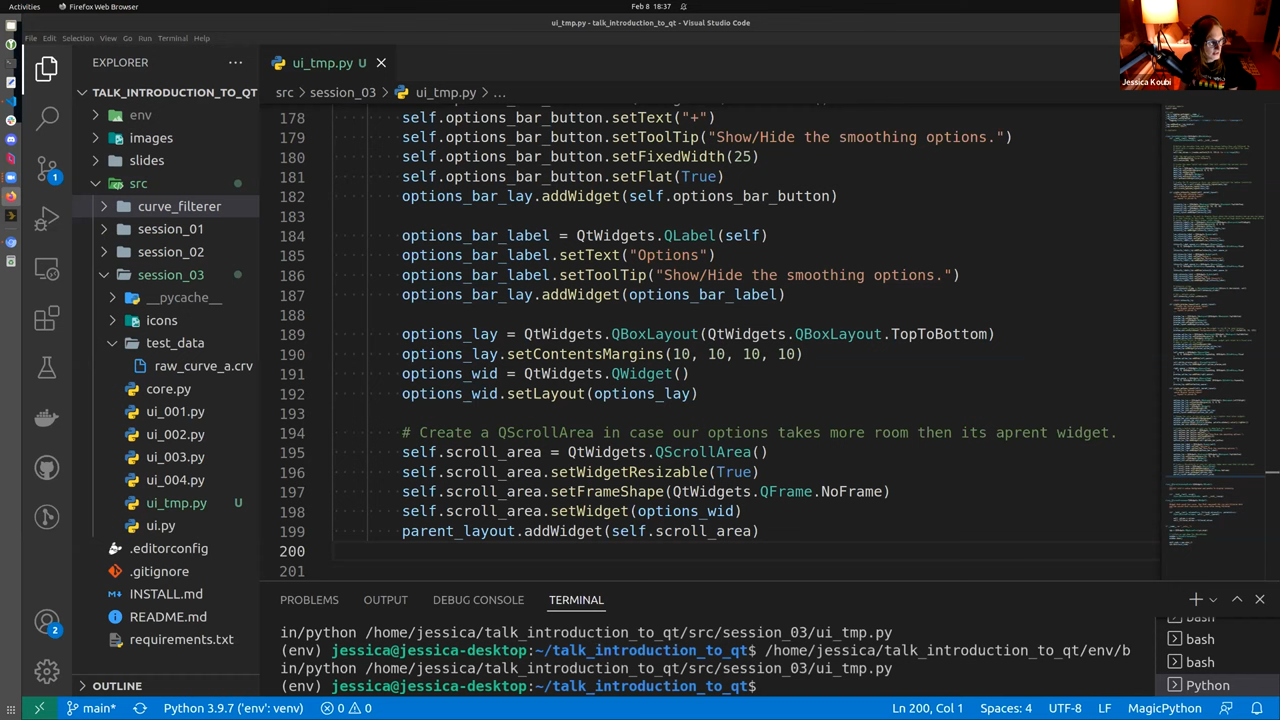 Activities
Firefox Web Browser
Feb 8 18:37
ui_tmp.py - talk_introduction_to_qt - Visual Studio Code
File Edit Selection View Go Run Terminal Help
Jessica Koubi
EXPLORER
TALK_INTRODUCTION_TO_QT
env
images
slides
src
curve_filterer
session_01
session_02
session_03
__pycache__
icons
test_data
raw_curve_a.crv
core.py
ui_001.py
ui_002.py
ui_003.py
ui_004.py
ui_tmp.py U
ui.py
.editorconfig
.gitignore
INSTALL.md
README.md
requirements.txt
OUTLINE
1
2
ui_tmp.py U
src > session_03 > ui_tmp.py > ...
178 self.options_bar_button.setText("+")
179 self.options_bar_button.setToolTip("Show/Hide the smoothing options.")
180 self.options_bar_button.setFixedWidth(25)
181 self.options_bar_button.setFlat(True)
182 options_bar_lay.addWidget(self.options_bar_button)
183
184 options_bar_label = QtWidgets.QLabel(self)
185 options_bar_label.setText("Options")
186 options_bar_label.setToolTip("Show/Hide the smoothing options.")
187 options_bar_lay.addWidget(options_bar_label)
188
189 options_lay = QtWidgets.QBoxLayout(QtWidgets.QBoxLayout.TopToBottom)
190 options_lay.setContentsMargins(10, 10, 10, 10)
191 options_wid = QtWidgets.QWidget()
192 options_wid.setLayout(options_lay)
193
194 # Create a QScrollArea in case our option takes more room than its aprent widget.
195 self.scroll_area = QtWidgets.QScrollArea()
196 self.scroll_area.setWidgetResizable(True)
197 self.scroll_area.setFrameShape(QtWidgets.QFrame.NoFrame)
198 self.scroll_area.setWidget(options_wid)
199 parent_layout.addWidget(self.scroll_area)
200
201
PROBLEMS OUTPUT DEBUG CONSOLE TERMINAL
in/python /home/jessica/talk_introduction_to_qt/src/session_03/ui_tmp.py
(env) jessica@jessica-desktop:~/talk_introduction_to_qt$ /home/jessica/talk_introduction_to_qt/env/b
in/python /home/jessica/talk_introduction_to_qt/src/session_03/ui_tmp.py
(env) jessica@jessica-desktop:~/talk_introduction_to_qt$
bash
bash
bash
Python
main* Python 3.9.7 ('env': venv) 0 0 Ln 200, Col 1 Spaces: 4 UTF-8 LF MagicPython